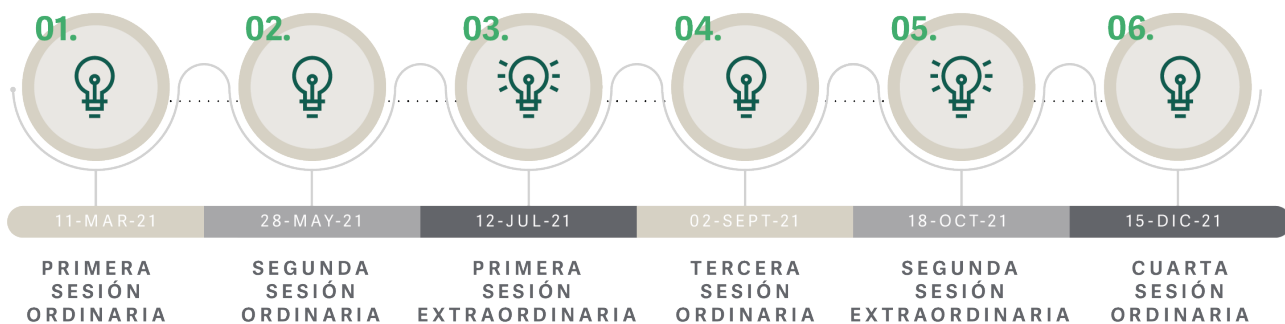 01. 02. 03. 04. 05. 06.
11-MAR-21 28-MAY-21 12-JUL-21 02-SEPT-21 18-OCT-21 15-DIC-21
PRIMERA SEGUNDA PRIMERA TERCERA SEGUNDA CUARTA
SESIÓN SESIÓN SESIÓN SESIÓN SESIÓN SESIÓN
ORDINARIA ORDINARIA EXTRAORDINARIA ORDINARIA EXTRAORDINARIA ORDINARIA